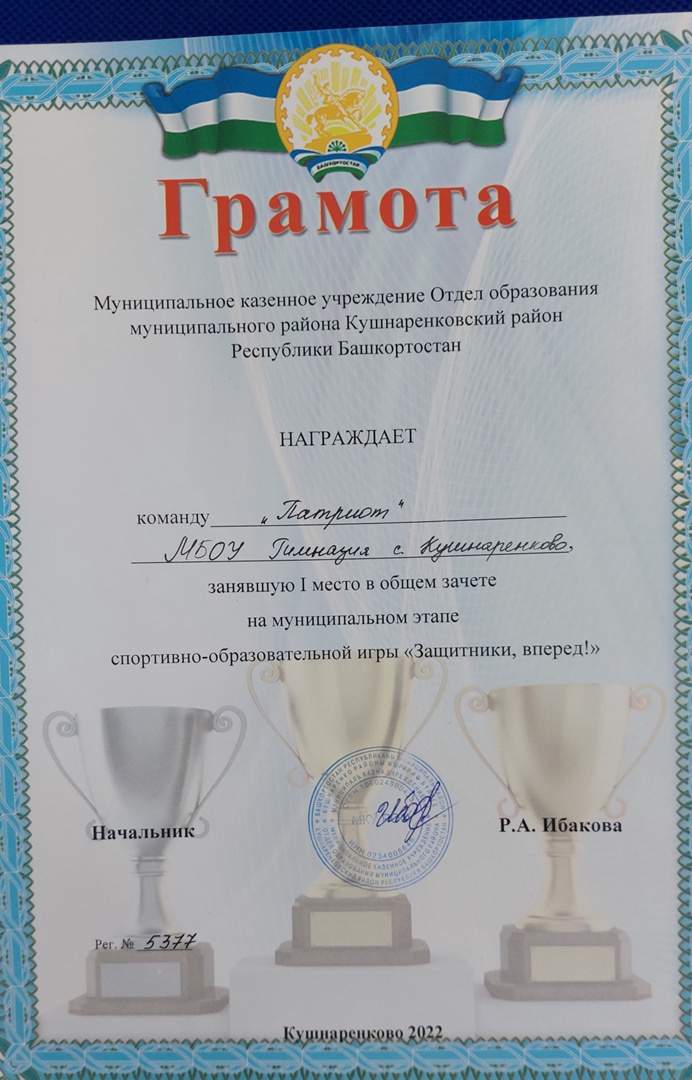 БАШКОРТОСТАН
Грамота
Муниципальное казенное учреждение Отдел образования
муниципального района Кушнаренковский район
Республики Башкортостан
НАГРАЖДАЕТ
команду „Патриот"
МБОУ Гимназия с. Кушнаренково,
занявшую I место в общем зачете
на муниципальном этапе
спортивно-образовательной игры «Защитники, вперед!»
Начальник
Р.А. Ибакова
Рег. № 5377
Кушнаренково 2022